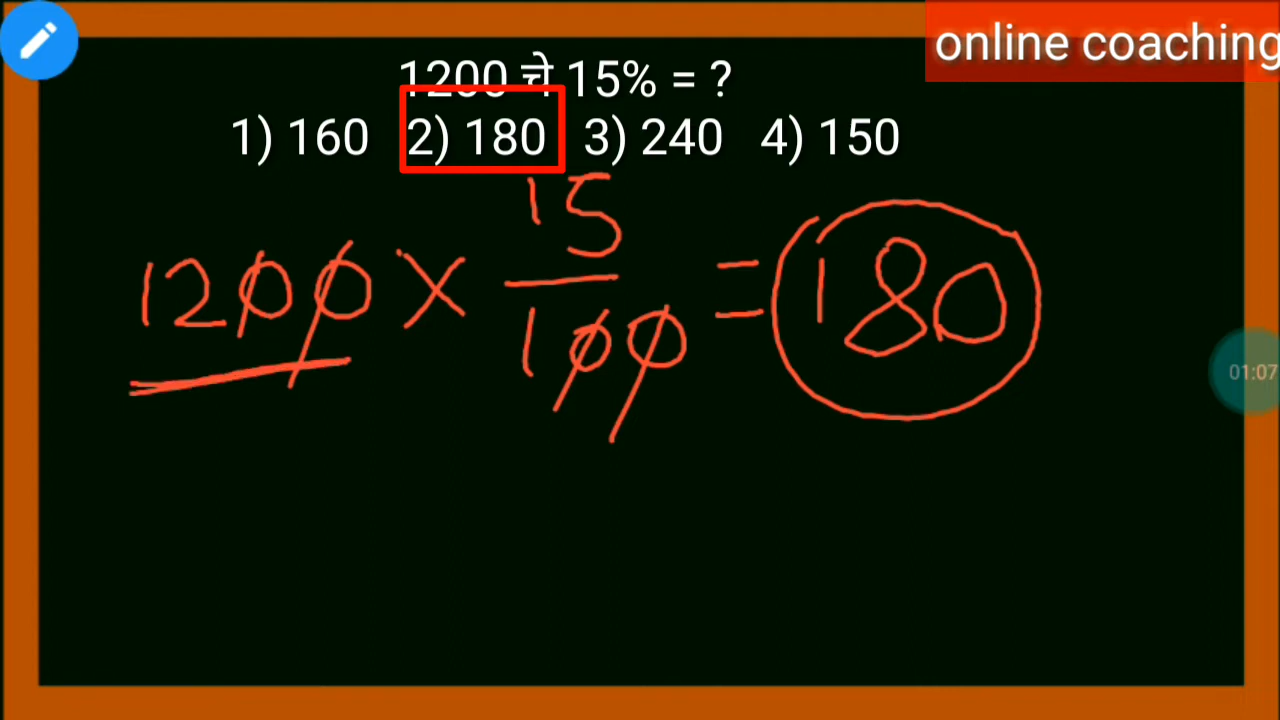 online coaching
1200 चे 15% = ?
1) 160 2) 180 3) 240 4) 150
1200 × 15/100 = 180
01:07